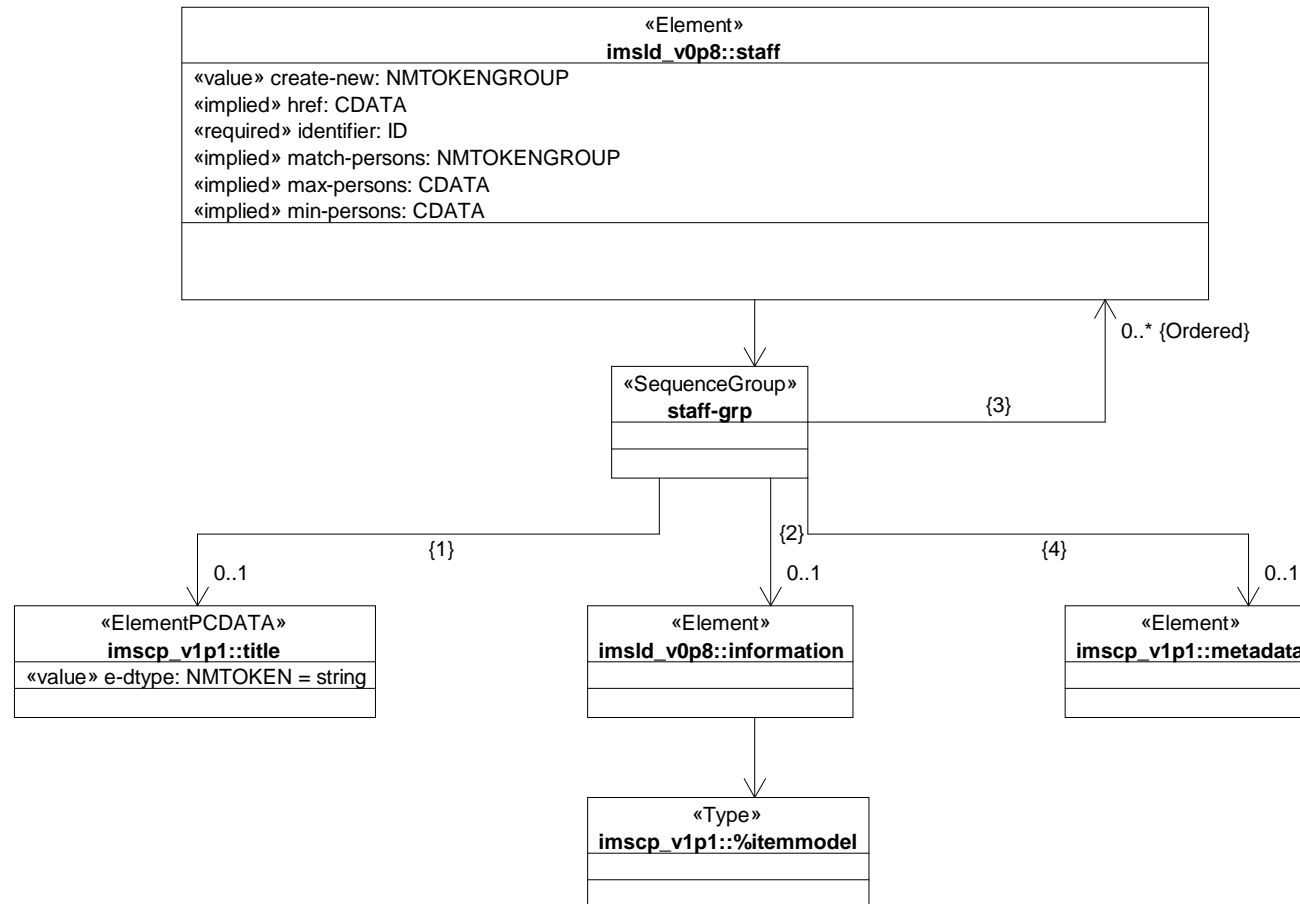 «Element»
imsld_v0p8::staff
«value» create-new: NMTOKENGROUP
«implied» href: CDATA
«required» identifier: ID
«implied» match-persons: NMTOKENGROUP
«implied» max-persons: CDATA
«implied» min-persons: CDATA
0..* {Ordered}
«SequenceGroup»
staff-grp
{3}
{1}
{2}
{4}
0..1
0..1
0..1
«ElementPCDATA»
imscp_v1p1::title
«value» e-dtype: NMTOKEN = string
«Element»
imsld_v0p8::information
«Element»
imscp_v1p1::metadata
«Type»
imscp_v1p1::%itemmodel